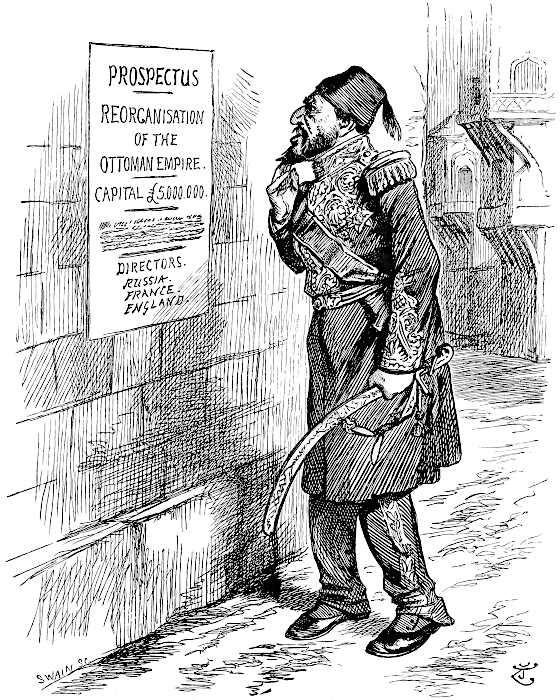 PROSPECTUS
REORGANISATION
OF THE
OTTOMAN EMPIRE.
CAPITAL £5.000.000.
DIRECTORS.
RUSSIA.
FRANCE.
ENGLAND.
SWAIN SC